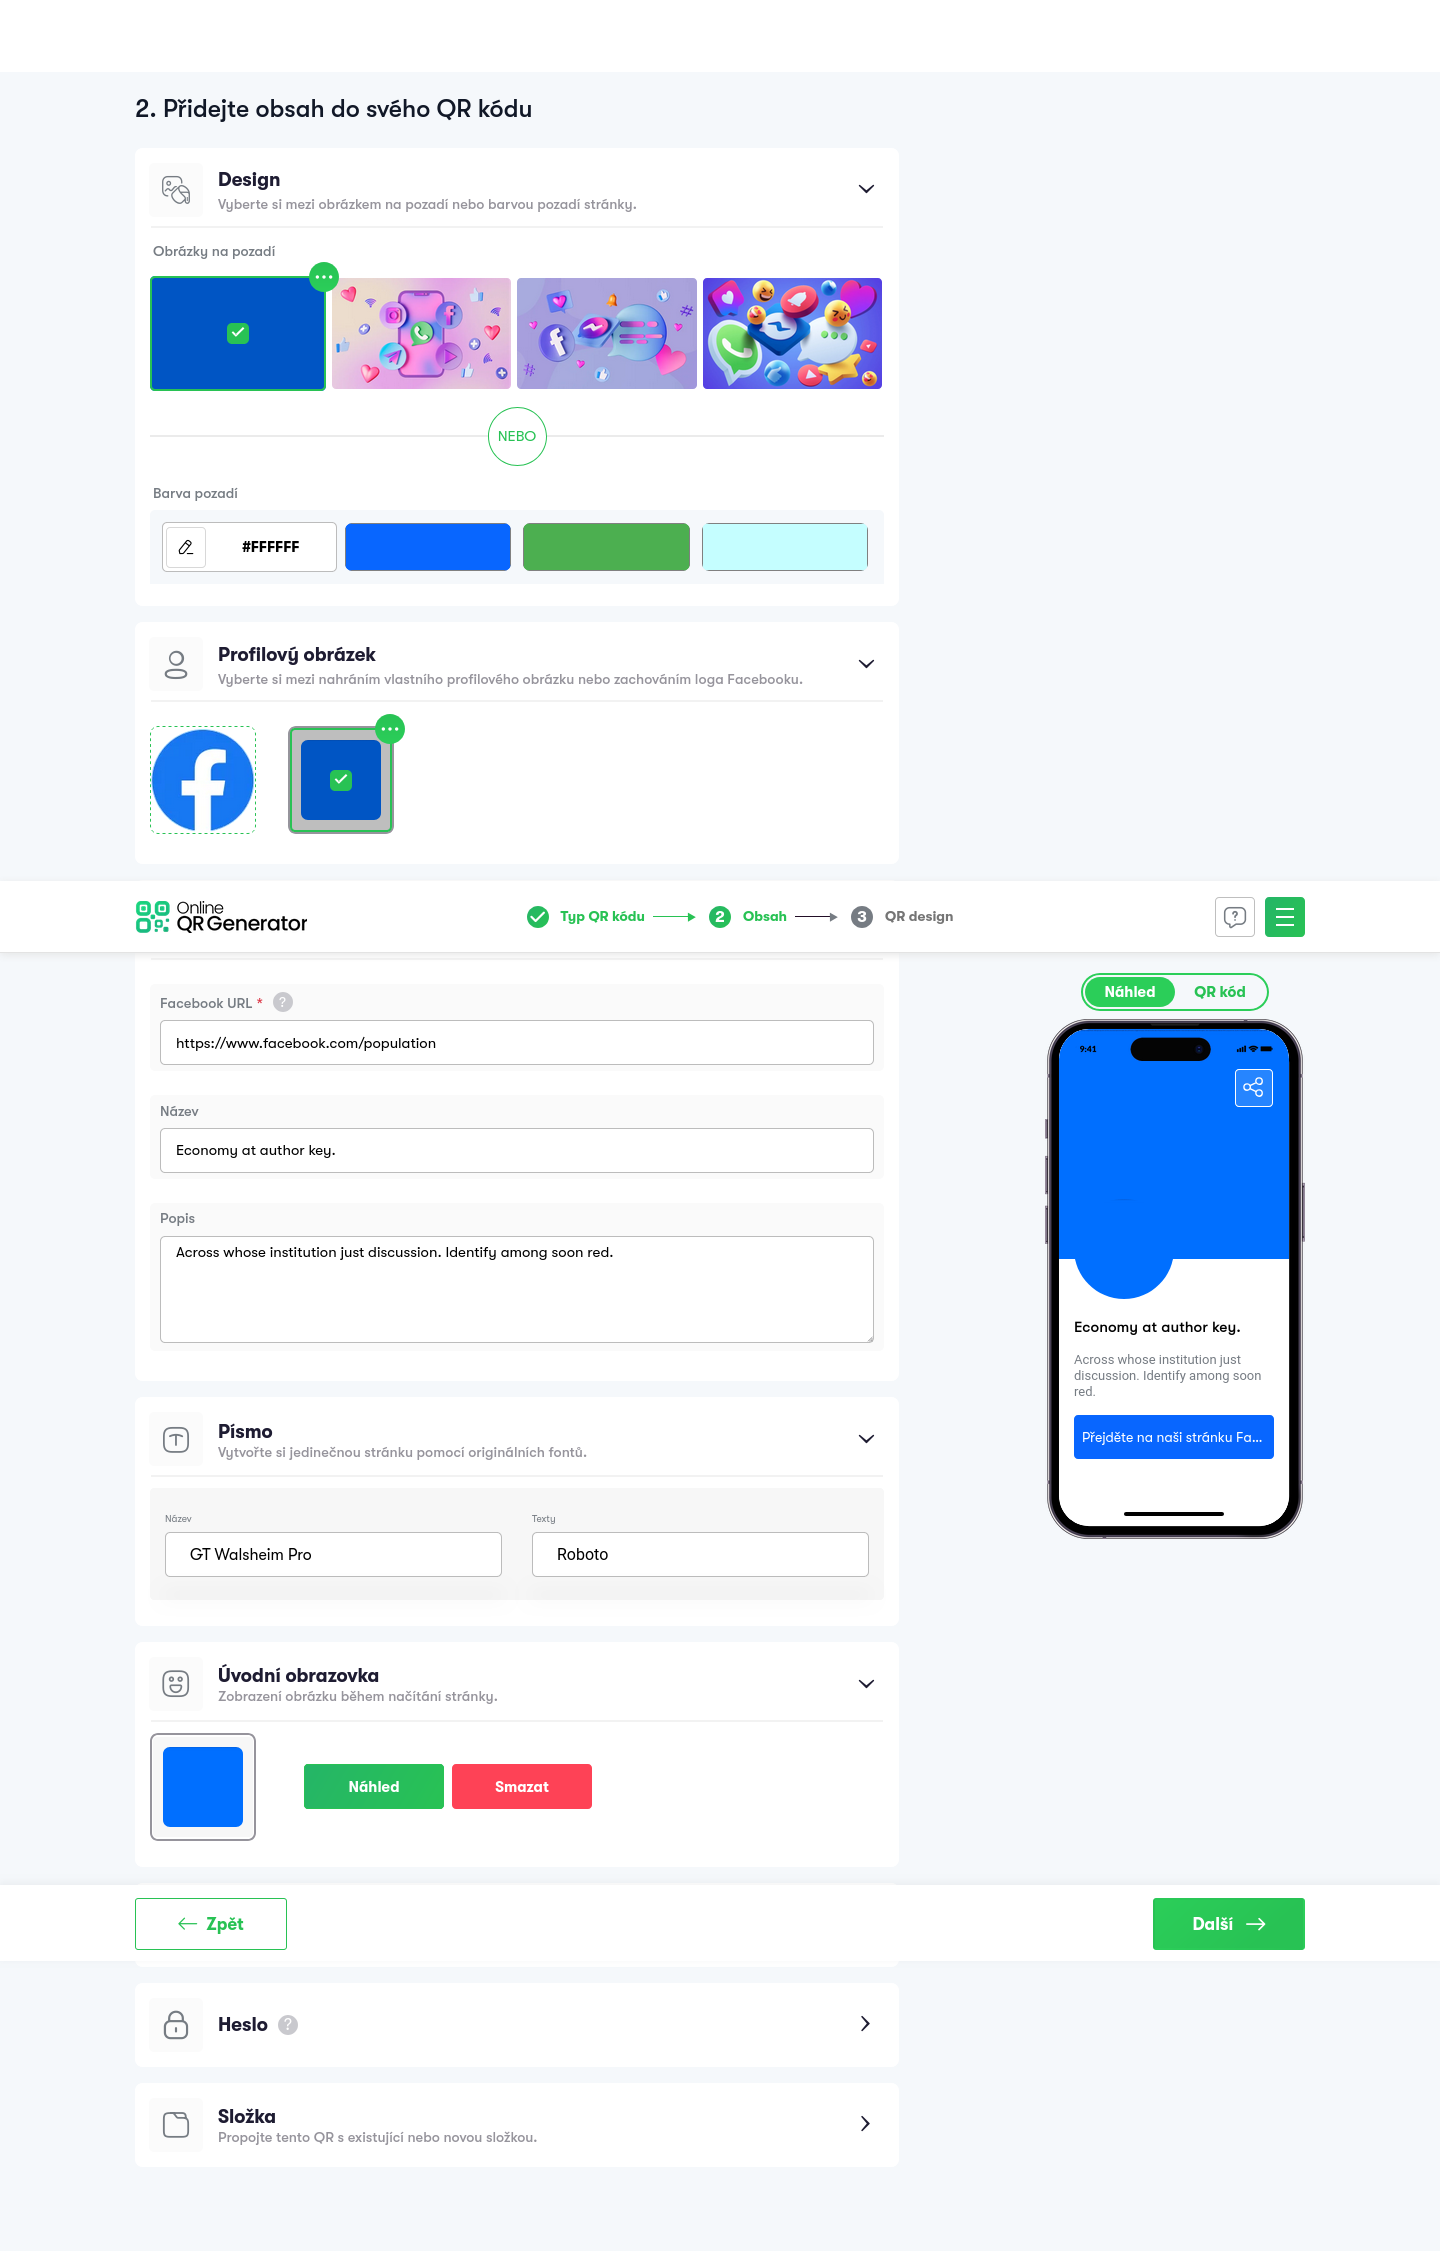 2. Přidejte obsah do svého QR kódu
Design
Vyberte si mezi obrázkem na pozadí nebo barvou pozadí stránky.
Obrázky na pozadí
NEBO
Barva pozadí
#FFFFFF
Profilový obrázek
Vyberte si mezi nahráním vlastního profilového obrázku nebo zachováním loga Facebooku.
Online
QR Generator
Typ QR kódu
2 Obsah
3 QR design
Facebook URL * ?
https://www.facebook.com/population
Název
Economy at author key.
Popis
Across whose institution just discussion. Identify among soon red.
Náhled
QR kód
9:41
Economy at author key.
Across whose institution just
discussion. Identify among soon
red.
Přejděte na naši stránku Fa...
Písmo
Vytvořte si jedinečnou stránku pomocí originálních fontů.
Název
Texty
GT Walsheim Pro
Roboto
Úvodní obrazovka
Zobrazení obrázku během načítání stránky.
Náhled
Smazat
Zpět
Další
Heslo ?
Složka
Propojte tento QR s existující nebo novou složkou.